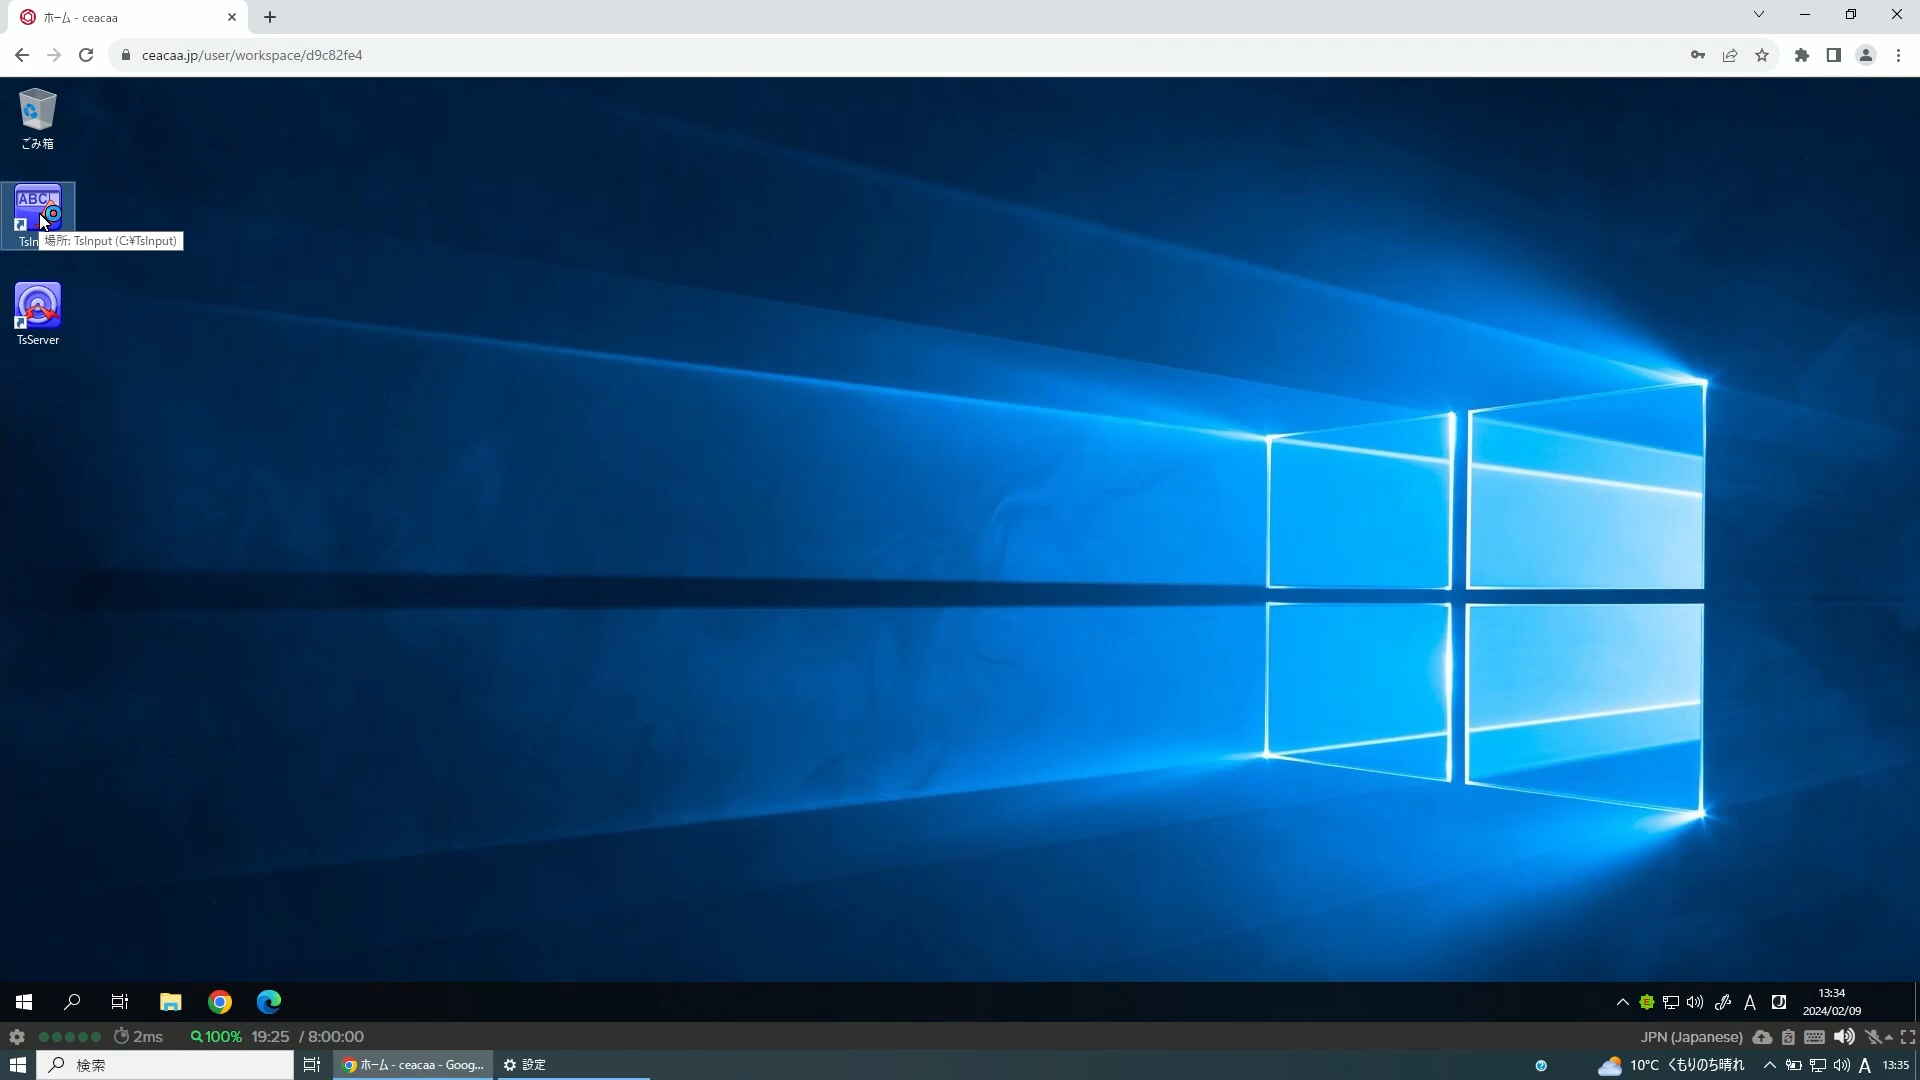 ホーム - ceacaa
ceacaa.jp/user/workspace/d9c82fe4
ごみ箱
ABC
TsIn
場所: TsInput (C:¥TsInput)
TsServer
A
13:34
2024/02/09
2ms
100%
19:25 / 8:00:00
JPN (Japanese)
検索
ホーム - ceacaa - Goog...
設定
10°C くもりのち晴れ
A
13:35